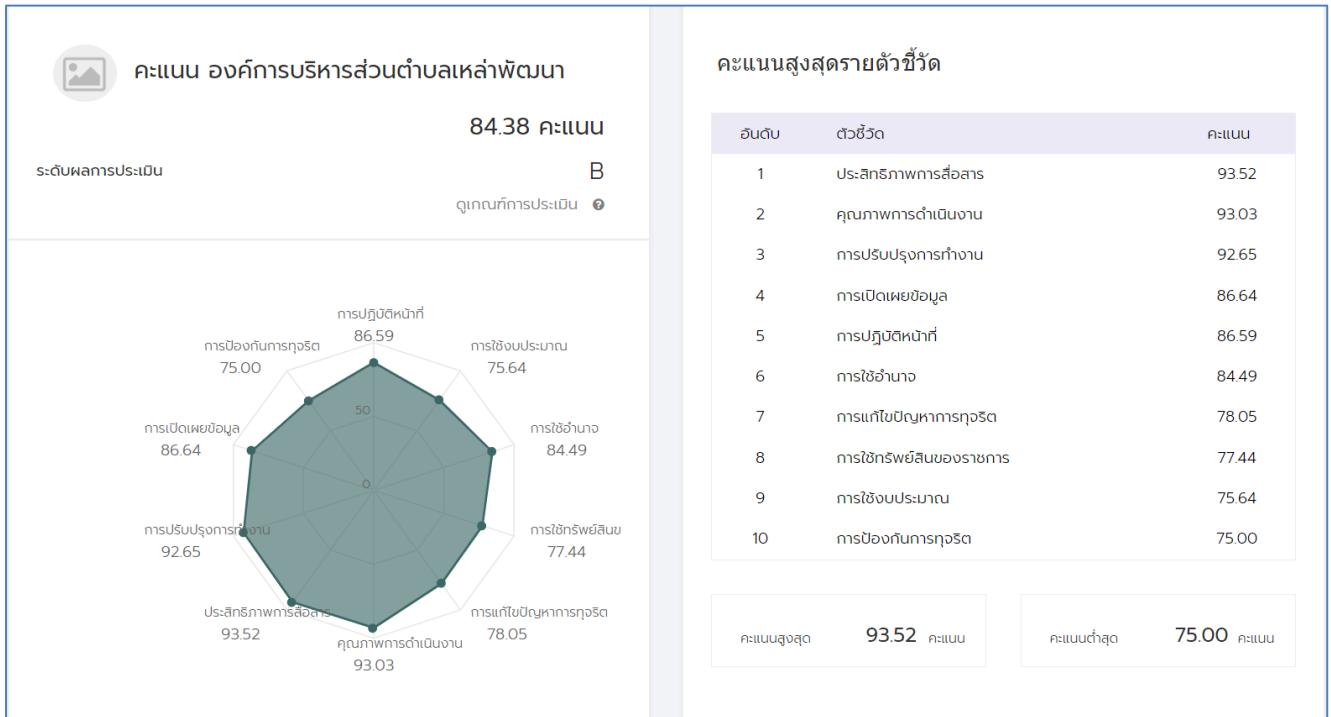 คะแนน องค์การบริหารส่วนตำบลเหล่าพัฒนา
84.38 คะแนน
ระดับผลการประเมิน B
ดูเกณฑ์การประเมิน ?
การปฏิบัติหน้าที่
86.59
การป้องกันการทุจริต
75.00
การใช้งบประมาณ
75.64
50
การเปิดเผยข้อมูล
86.64
การใช้อำนาจ
84.49
0
การปรับปรุงการทำงาน
92.65
การใช้ทรัพย์สินข
77.44
ประสิทธิภาพการสื่อสาร
93.52
การแก้ไขปัญหาการทุจริต
78.05
คุณภาพการดำเนินงาน
93.03
คะแนนสูงสุดรายตัวชี้วัด
อันดับ ตัวชี้วัด คะแนน
1 ประสิทธิภาพการสื่อสาร 93.52
2 คุณภาพการดำเนินงาน 93.03
3 การปรับปรุงการทำงาน 92.65
4 การเปิดเผยข้อมูล 86.64
5 การปฏิบัติหน้าที่ 86.59
6 การใช้อำนาจ 84.49
7 การแก้ไขปัญหาการทุจริต 78.05
8 การใช้ทรัพย์สินของราชการ 77.44
9 การใช้งบประมาณ 75.64
10 การป้องกันการทุจริต 75.00
คะแนนสูงสุด 93.52 คะแนน
คะแนนต่ำสุด 75.00 คะแนน